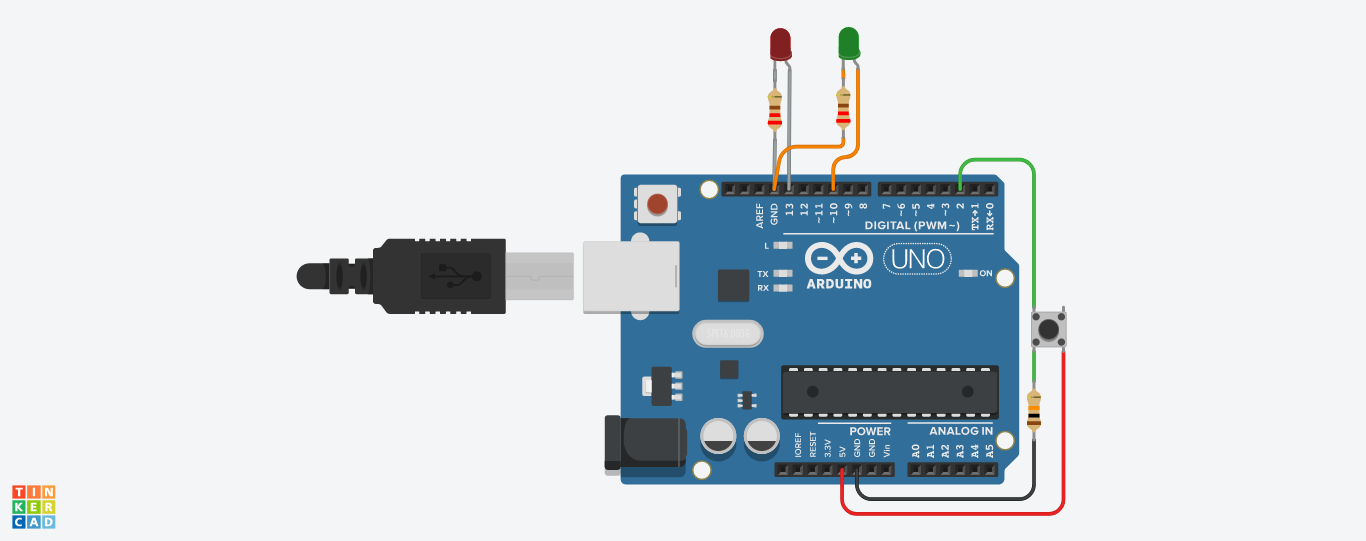 AREF
GND
13
12
~11
~10
~9
8
7
~6
~5
4
~3
2
TX→1
RX←0
DIGITAL (PWM~)
L
TX
RX
ARDUINO
UNO
ON
POWER
ANALOG IN
IOREF
RESET
3.3V
5V
GND
GND
Vin
A0
A1
A2
A3
A4
A5
TIN
KER
CAD